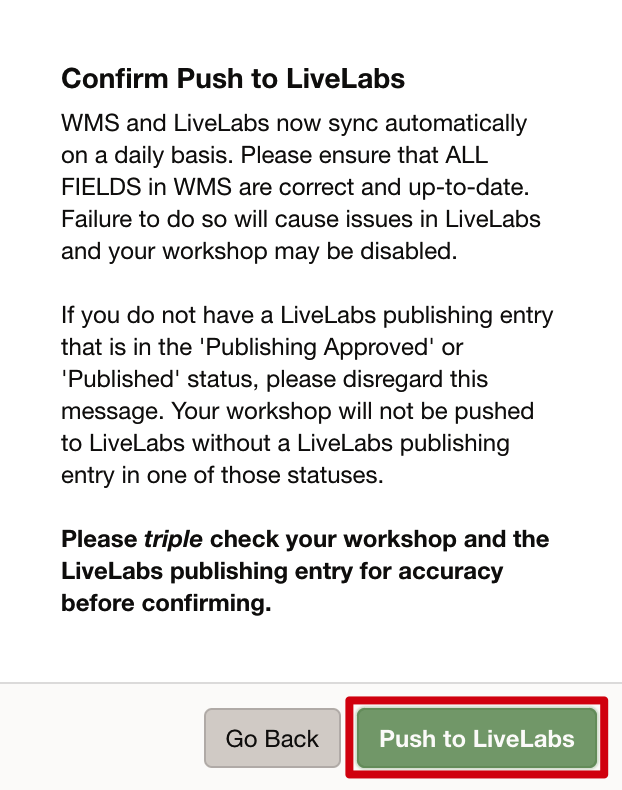 Confirm Push to LiveLabs
WMS and LiveLabs now sync automatically
on a daily basis. Please ensure that ALL
FIELDS in WMS are correct and up-to-date.
Failure to do so will cause issues in LiveLabs
and your workshop may be disabled.
If you do not have a LiveLabs publishing entry
that is in the 'Publishing Approved' or
'Published' status, please disregard this
message. Your workshop will not be pushed
to LiveLabs without a LiveLabs publishing
entry in one of those statuses.
Please triple check your workshop and the
LiveLabs publishing entry for accuracy
before confirming.
Go Back
Push to LiveLabs